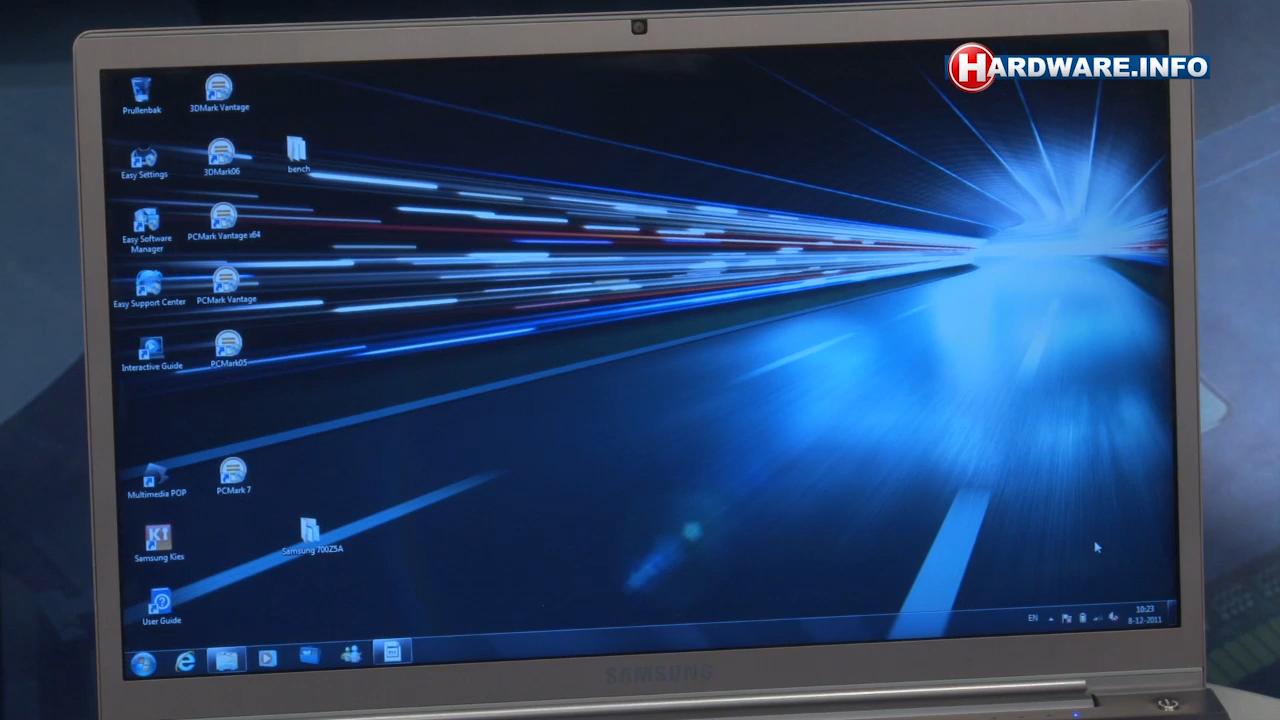 HARDWARE.INFO
Prullenbak
3DMark Vantage
Easy Settings
3DMark06
bench
Easy Software
Manager
PCMark Vantage x64
Easy Support Center
PCMark Vantage
Interactive Guide
PCMark05
Multimedia POP
PCMark 7
Samsung Kies
Samsung 700Z5A
User Guide
EN
10:23
8-12-2011
SAMSUNG